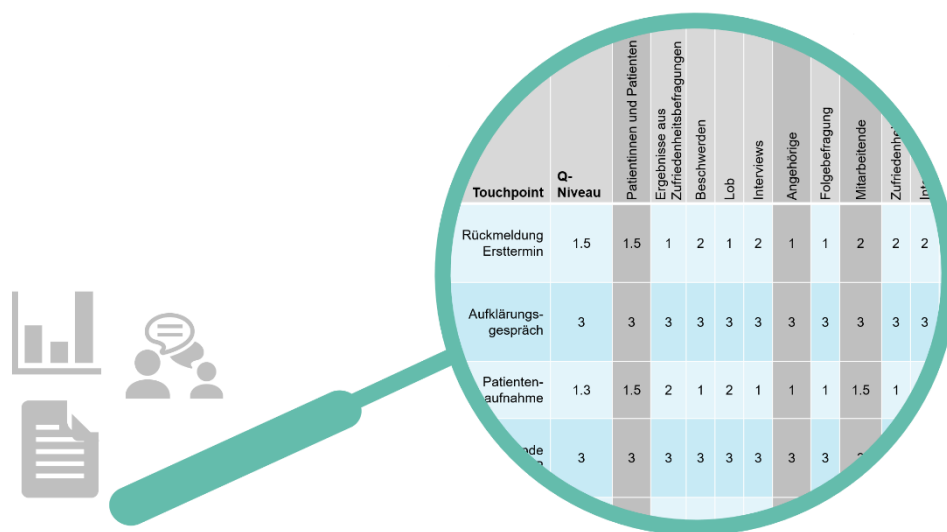 Touchpoint
Q-
Niveau
Patientinnen und Patienten
Ergebnisse aus
Zufriedenheitsbefragungen
Beschwerden
Lob
Interviews
Angehörige
Folgebefragung
Mitarbeitende
Rückmeldung
Ersttermin
1.5 1.5 1 2 1 2 1 1 2 2 2
Aufklärungs-
gespräch
3 3 3 3 3 3 3 3 3 3 3
Patienten-
aufnahme
1.3 1.5 2 1 2 1 1 1 1.5 1
3 3 3 3 3 3 3 3